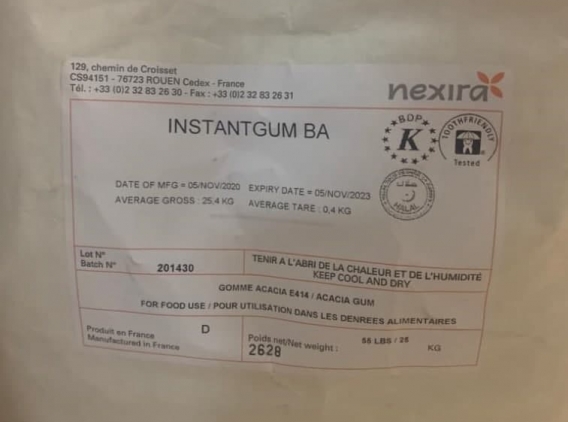 129, chemin de Croisset
CS94151 - 76723 ROUEN Cedex - France
Tél. : +33 (0)2 32 83 26 30 - Fax : +33 (0)2 32 83 26 31
nexira
INSTANTGUM BA
BDP
K
TOOTHFRIENDLY
Tested
DATE OF MFG = 05/NOV/2020 EXPIRY DATE = 05/NOV/2023
AVERAGE GROSS : 25,4 KG AVERAGE TARE : 0,4 KG
HALAL
Lot N°
Batch N° 201430
TENIR A L'ABRI DE LA CHALEUR ET DE L'HUMIDITE
KEEP COOL AND DRY
GOMME ACACIA E414 / ACACIA GUM
FOR FOOD USE / POUR UTILISATION DANS LES DENREES ALIMENTAIRES
Produit en France
Manufactured in France
D
Poids net/Net weight : 55 LBS / 25 KG
2628